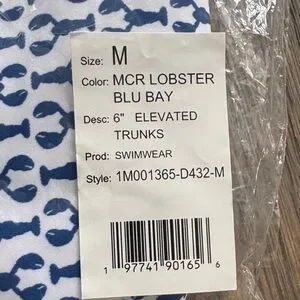 Size: M
Color: MCR LOBSTER
BLU BAY
Desc: 6" ELEVATED
TRUNKS
Prod: SWIMWEAR
Style: 1M001365-D432-M
1 97741 90165 6